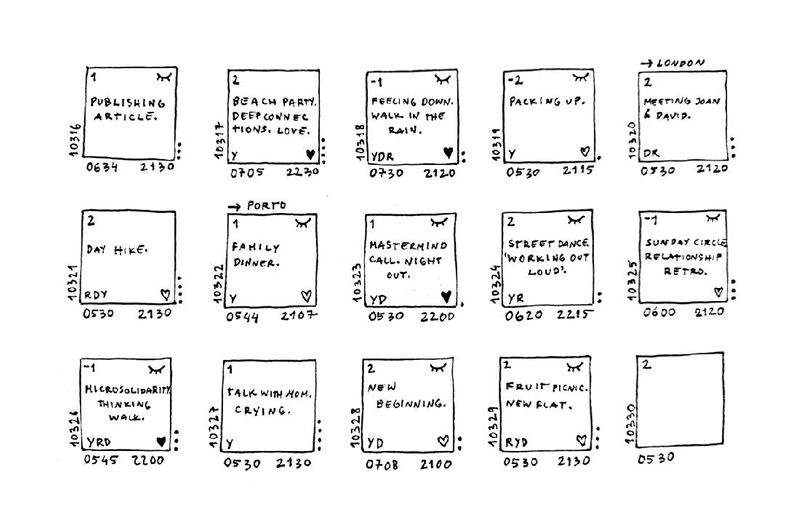 1
PUBLISHING
ARTICLE.
10316
0634 2130
2
BEACH PARTY.
DEEP CONNEC
TIONS. LOVE.
Y
10317
0705 2230
-1
FEELING DOWN.
WALK IN THE
RAIN.
YDR
10318
0730 2120
-2
PACKING UP.
Y
10319
0530 2115
→ LONDON
2
MEETING JOAN
& DAVID.
DR
10320
0530 2120
2
DAY HIKE.
RDY
10321
0530 2130
→ PORTO
1
FAMILY
DINNER.
Y
10322
0544 2107
1
MASTERMIND
CALL. NIGHT
OUT.
YD
10323
0530 2200
2
STREET DANCE.
'WORKING OUT
LOUD'.
YR
10324
0620 2215
-1
SUNDAY CIRCLE
RELATIONSHIP
RETRO.
10325
0600 2120
-1
MICROSOLIDARITY.
THINKING
WALK.
YRD
10326
0545 2200
1
TALK WITH MOM.
CRYING.
Y
10327
0530 2130
2
NEW
BEGINNING.
YD
10328
0708 2100
2
FRUIT PICNIC.
NEW FLAT.
RYD
10329
0530 2130
2
10330
0530